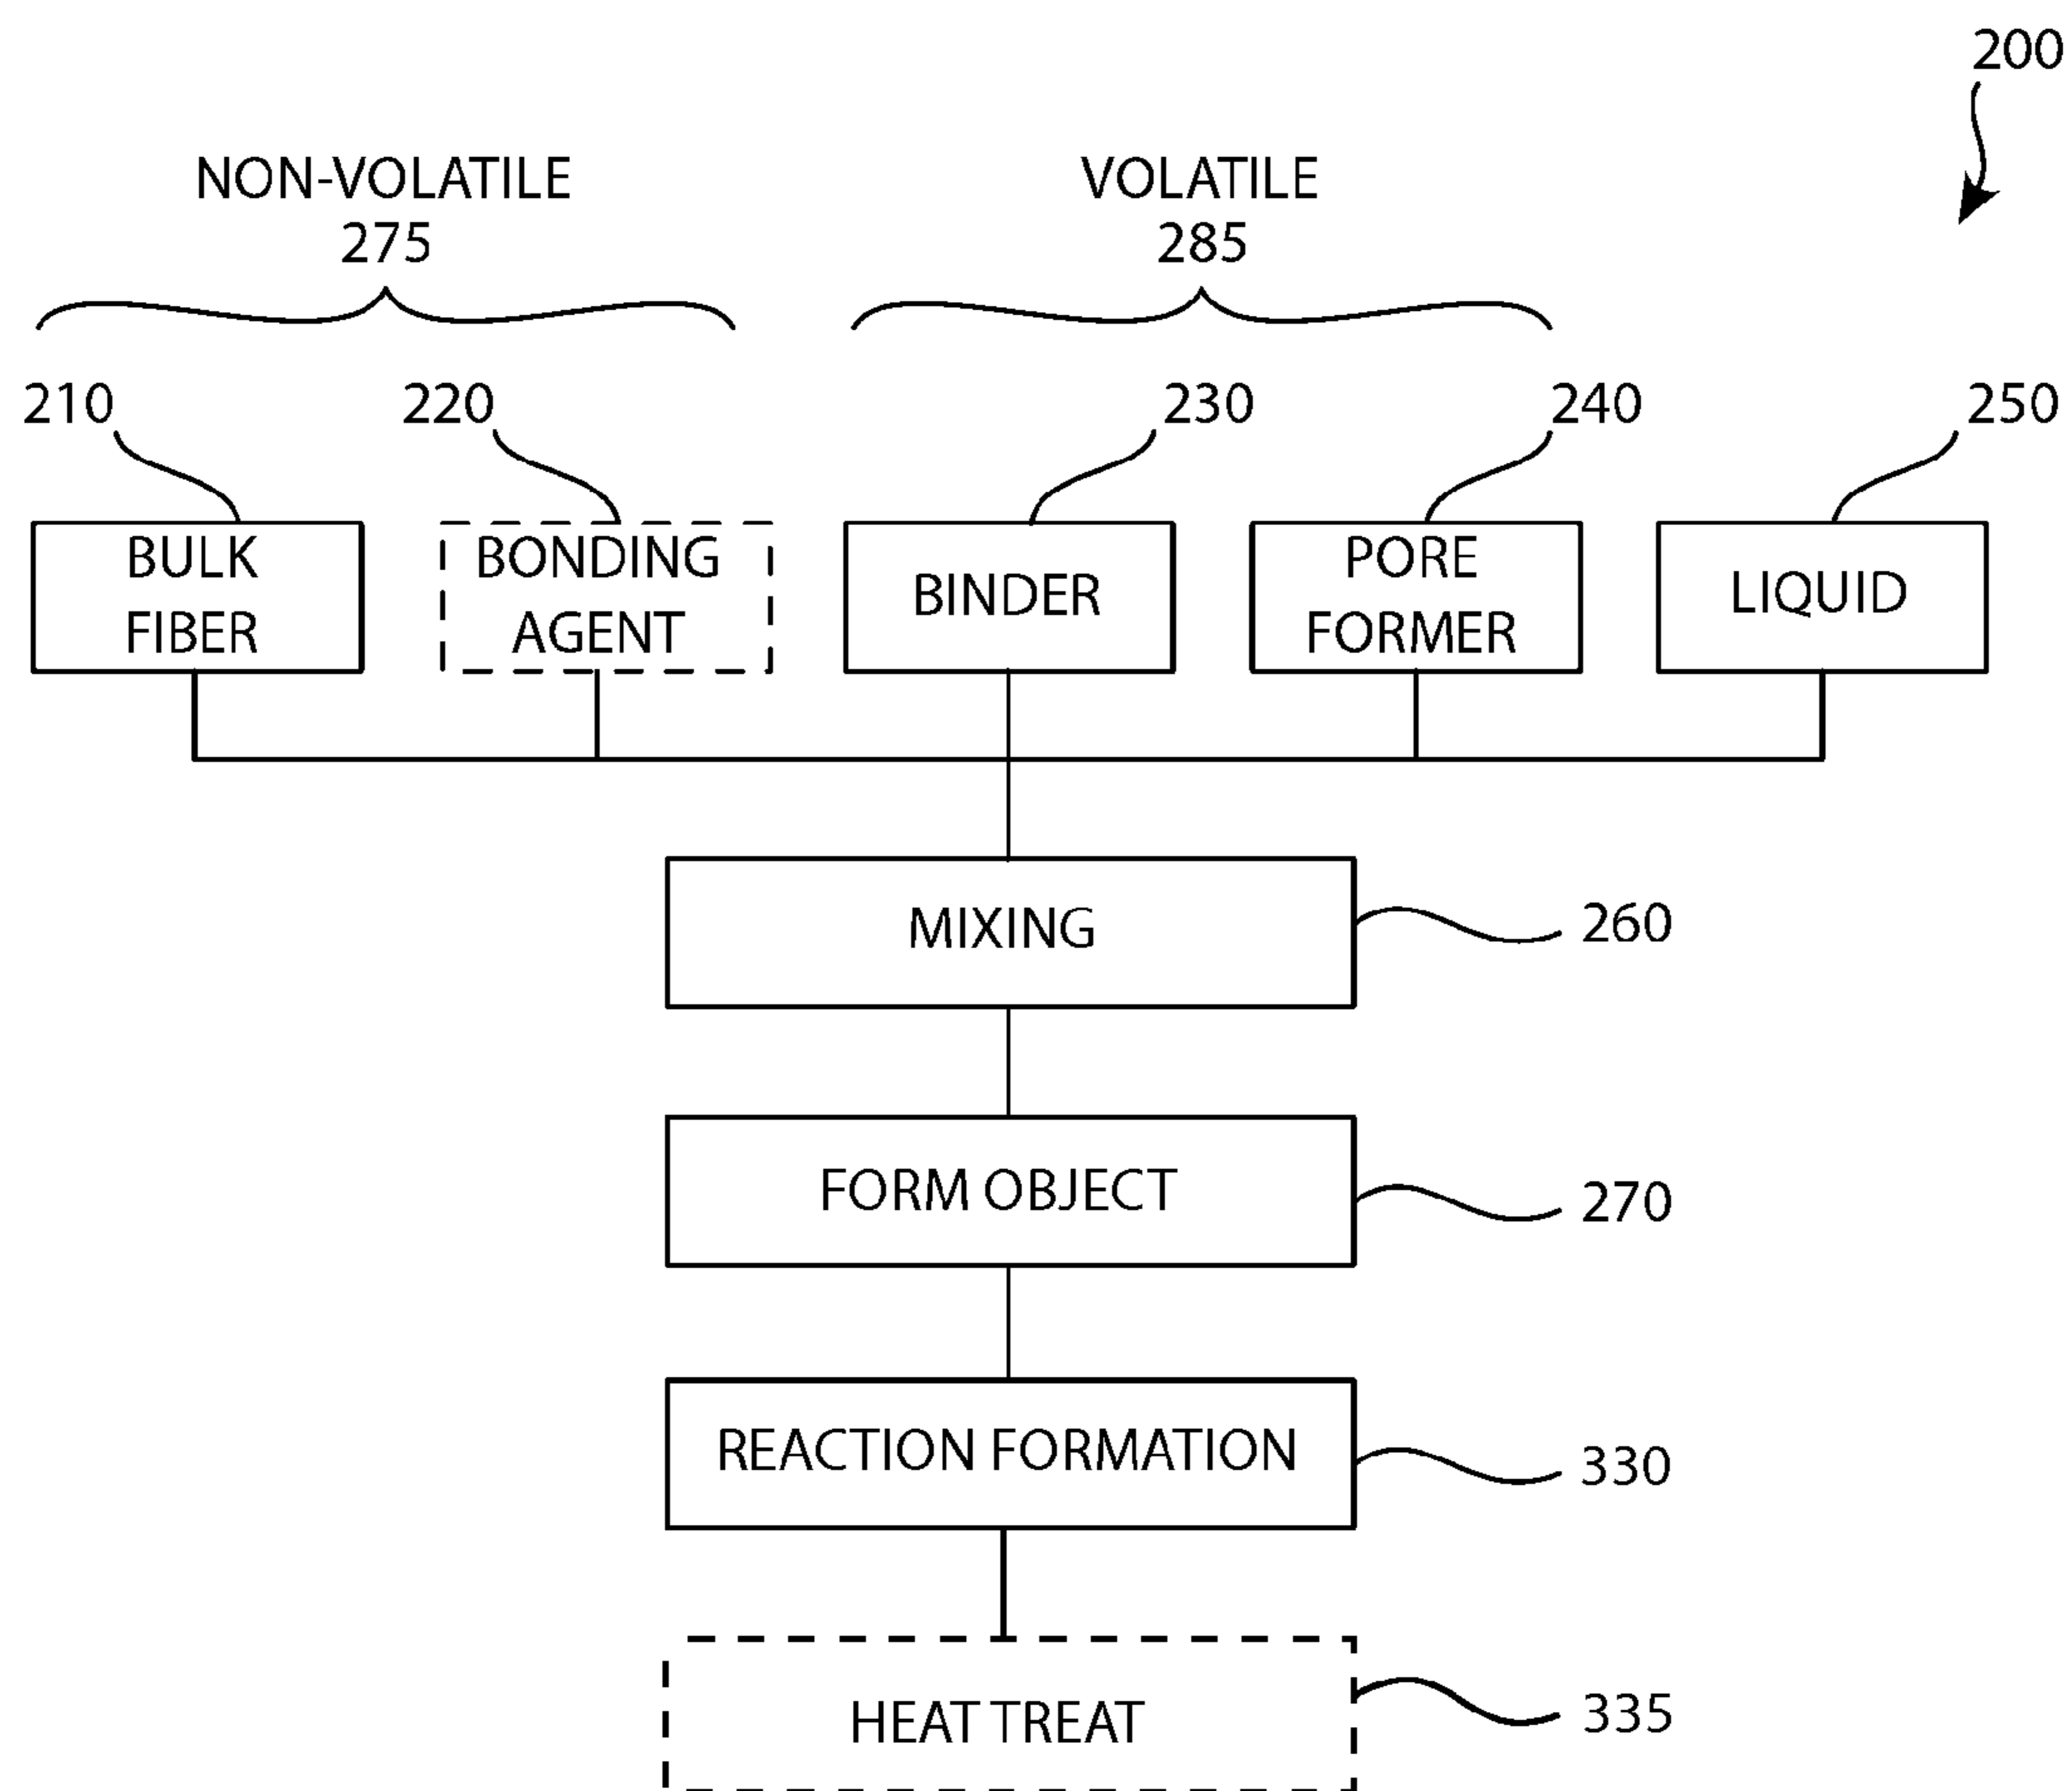 200
NON-VOLATILE
275
VOLATILE
285
210
220
230
240
250
BULK
FIBER
BONDING
AGENT
BINDER
PORE
FORMER
LIQUID
MIXING
260
FORM OBJECT
270
REACTION FORMATION
330
HEAT TREAT
335